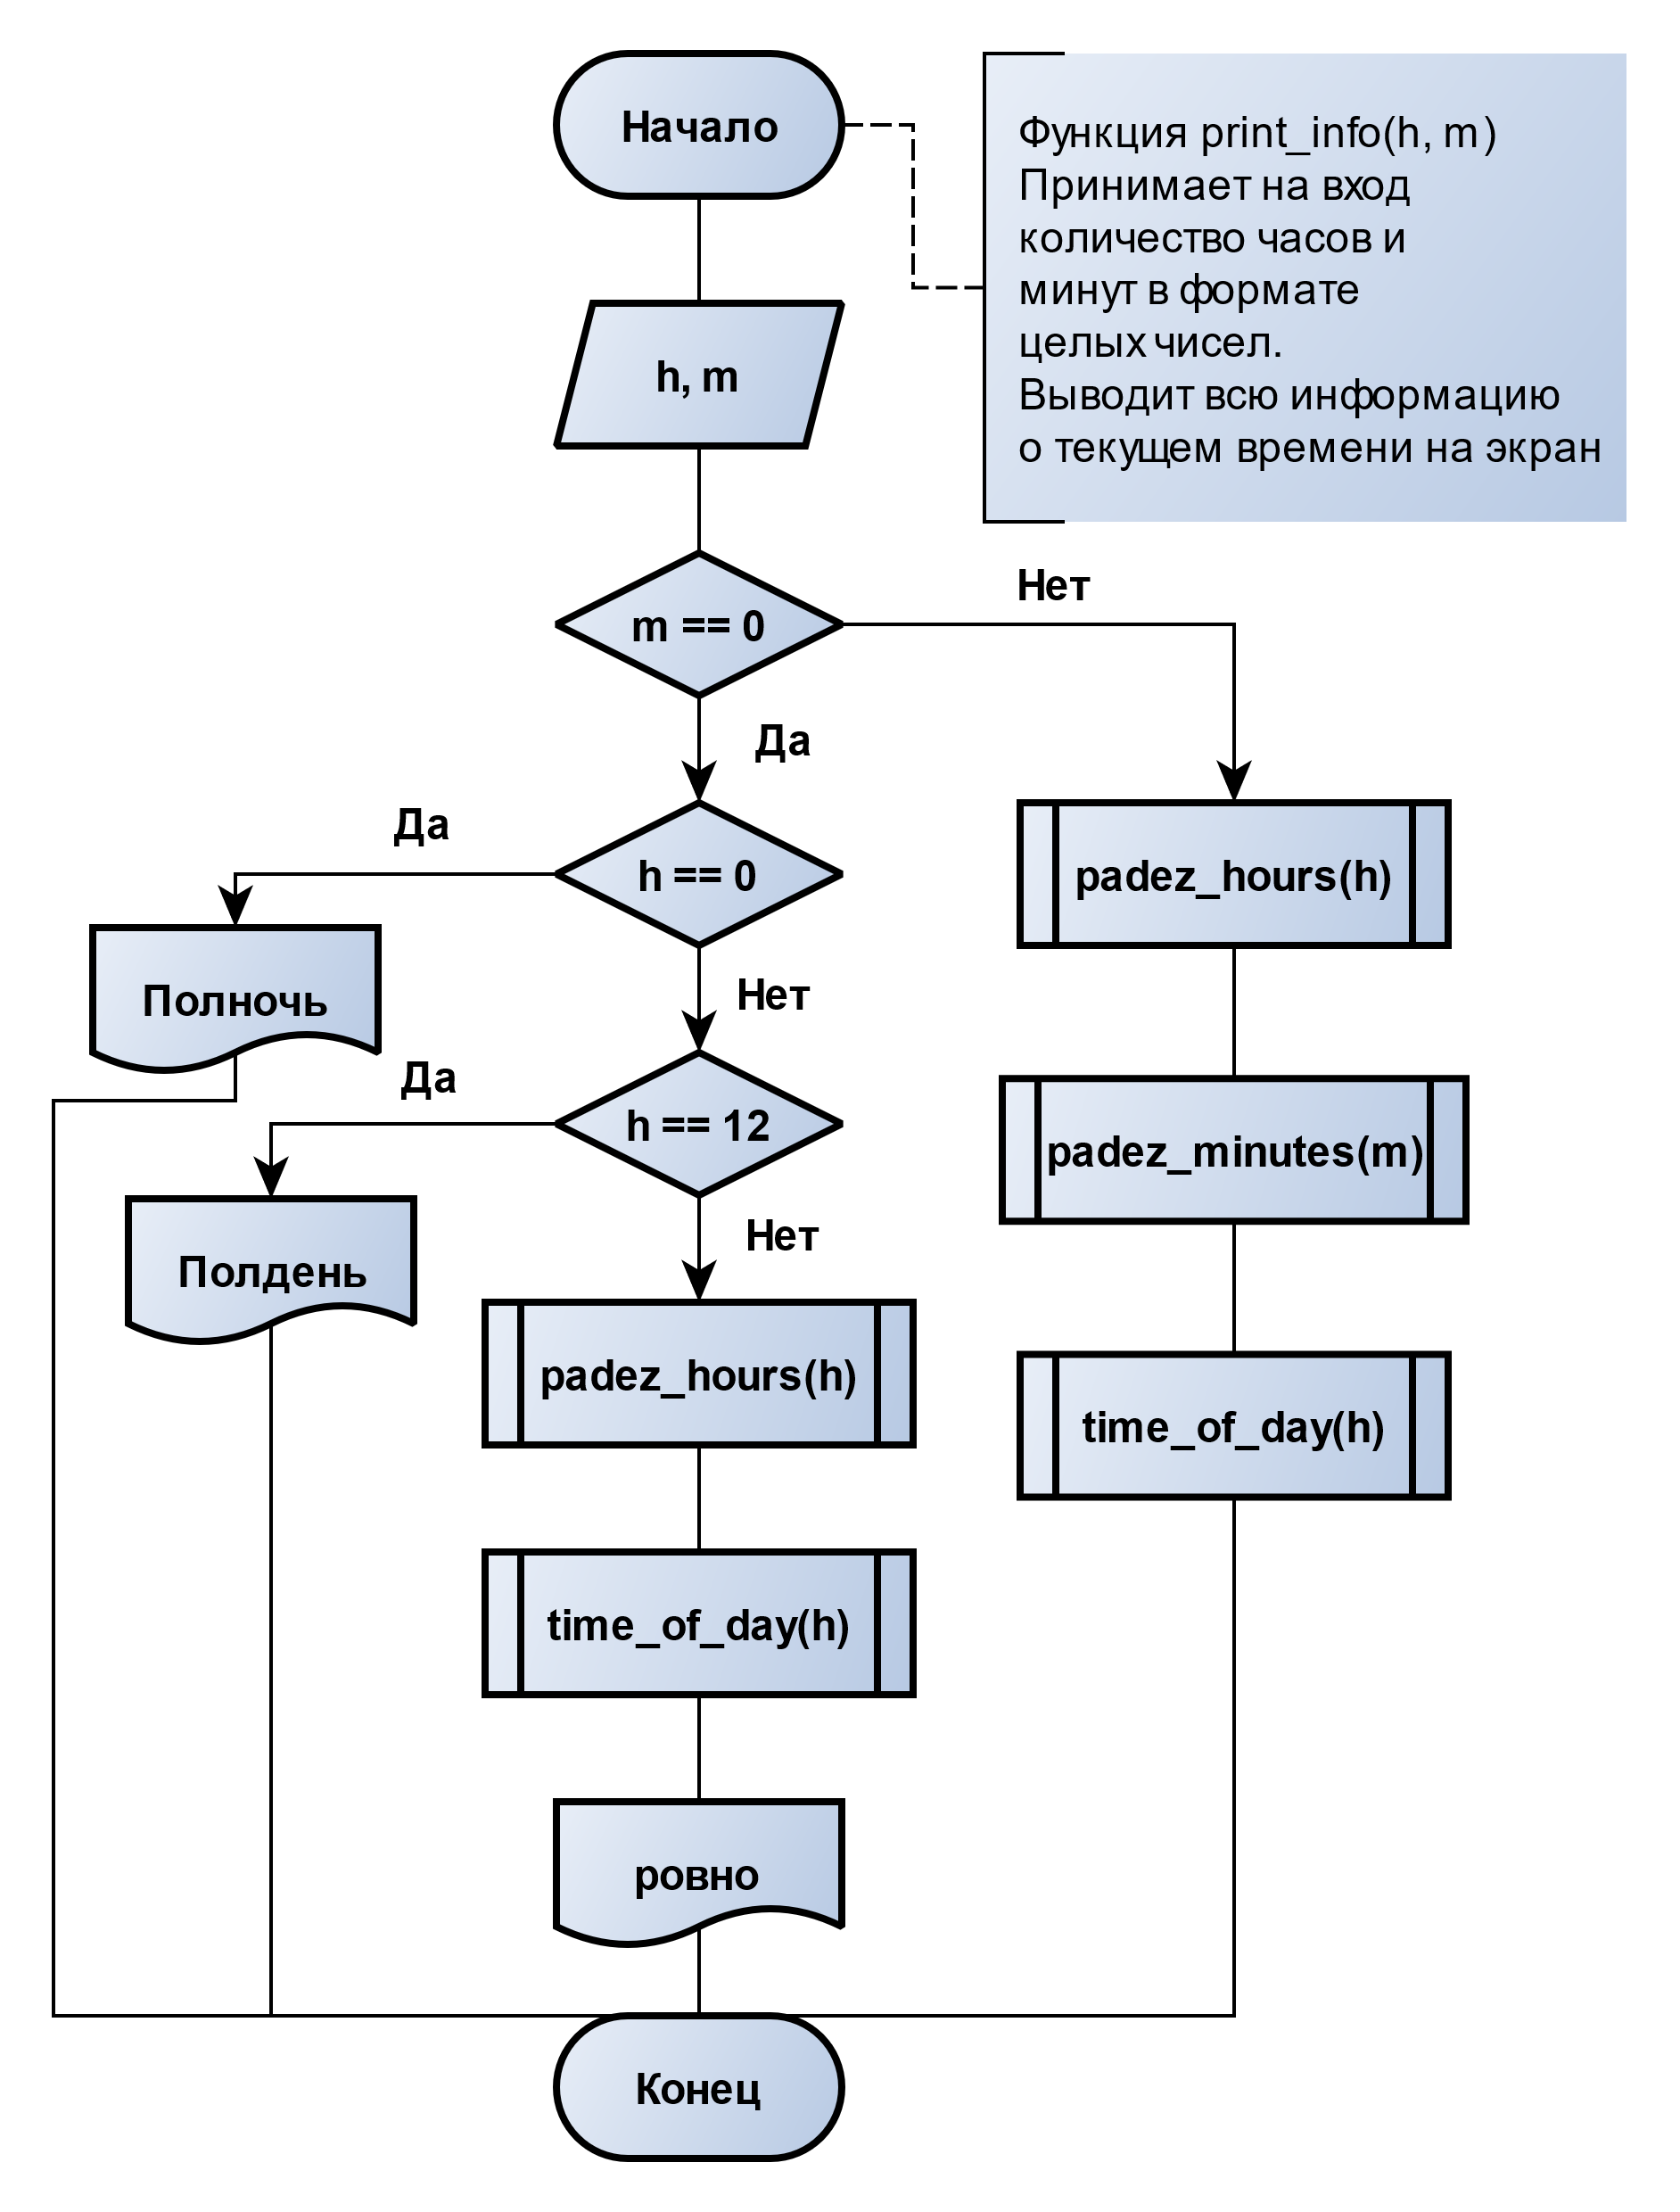 Начало
Функция print_info(h, m)
Принимает на вход
количество часов и
минут в формате
целых чисел.
Выводит всю информацию
о текущем времени на экран
h, m
m == 0
Нет
Да
h == 0
Да
Нет
Полночь
padez_hours(h)
h == 12
Да
Нет
Полдень
padez_minutes(m)
padez_hours(h)
time_of_day(h)
time_of_day(h)
ровно
Конец